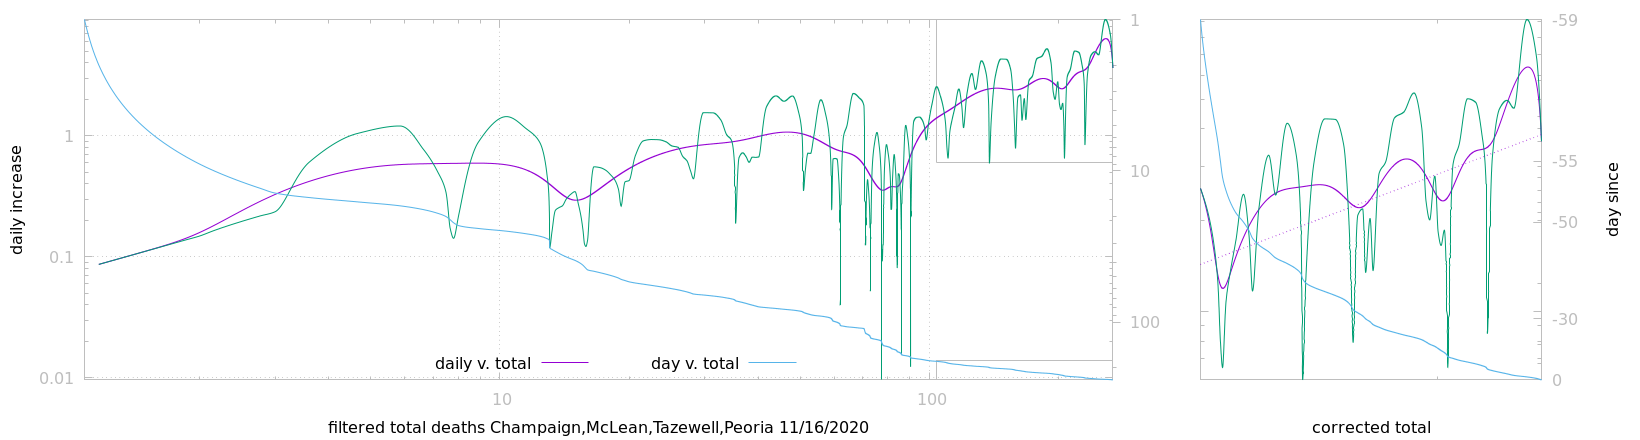 daily increase
1
0.1
0.01
10
100
1
10
100
daily v. total
day v. total
filtered total deaths Champaign,McLean,Tazewell,Peoria 11/16/2020
-59
-55
-50
-30
0
day since
corrected total